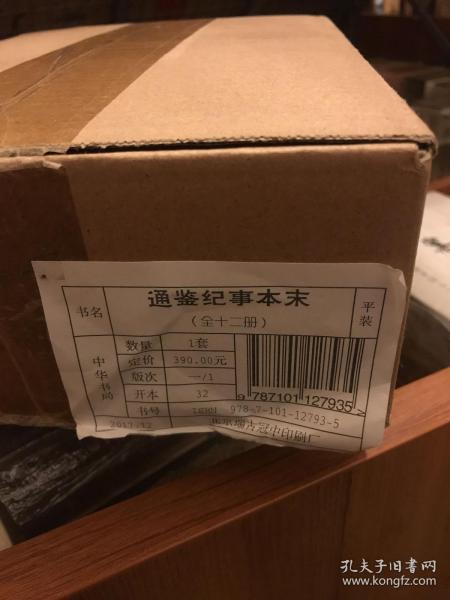 书名 通鉴纪事本末 平装
（全十二册）
中华书局
数量 1套
定价 390.00元
版次 一/1
开本 32
书号 ISBN 978-7-101-12793-5
9 787101 127935 >
2017.12 北京瑞古冠中印刷厂
孔夫子旧书网
www.kongfz.com